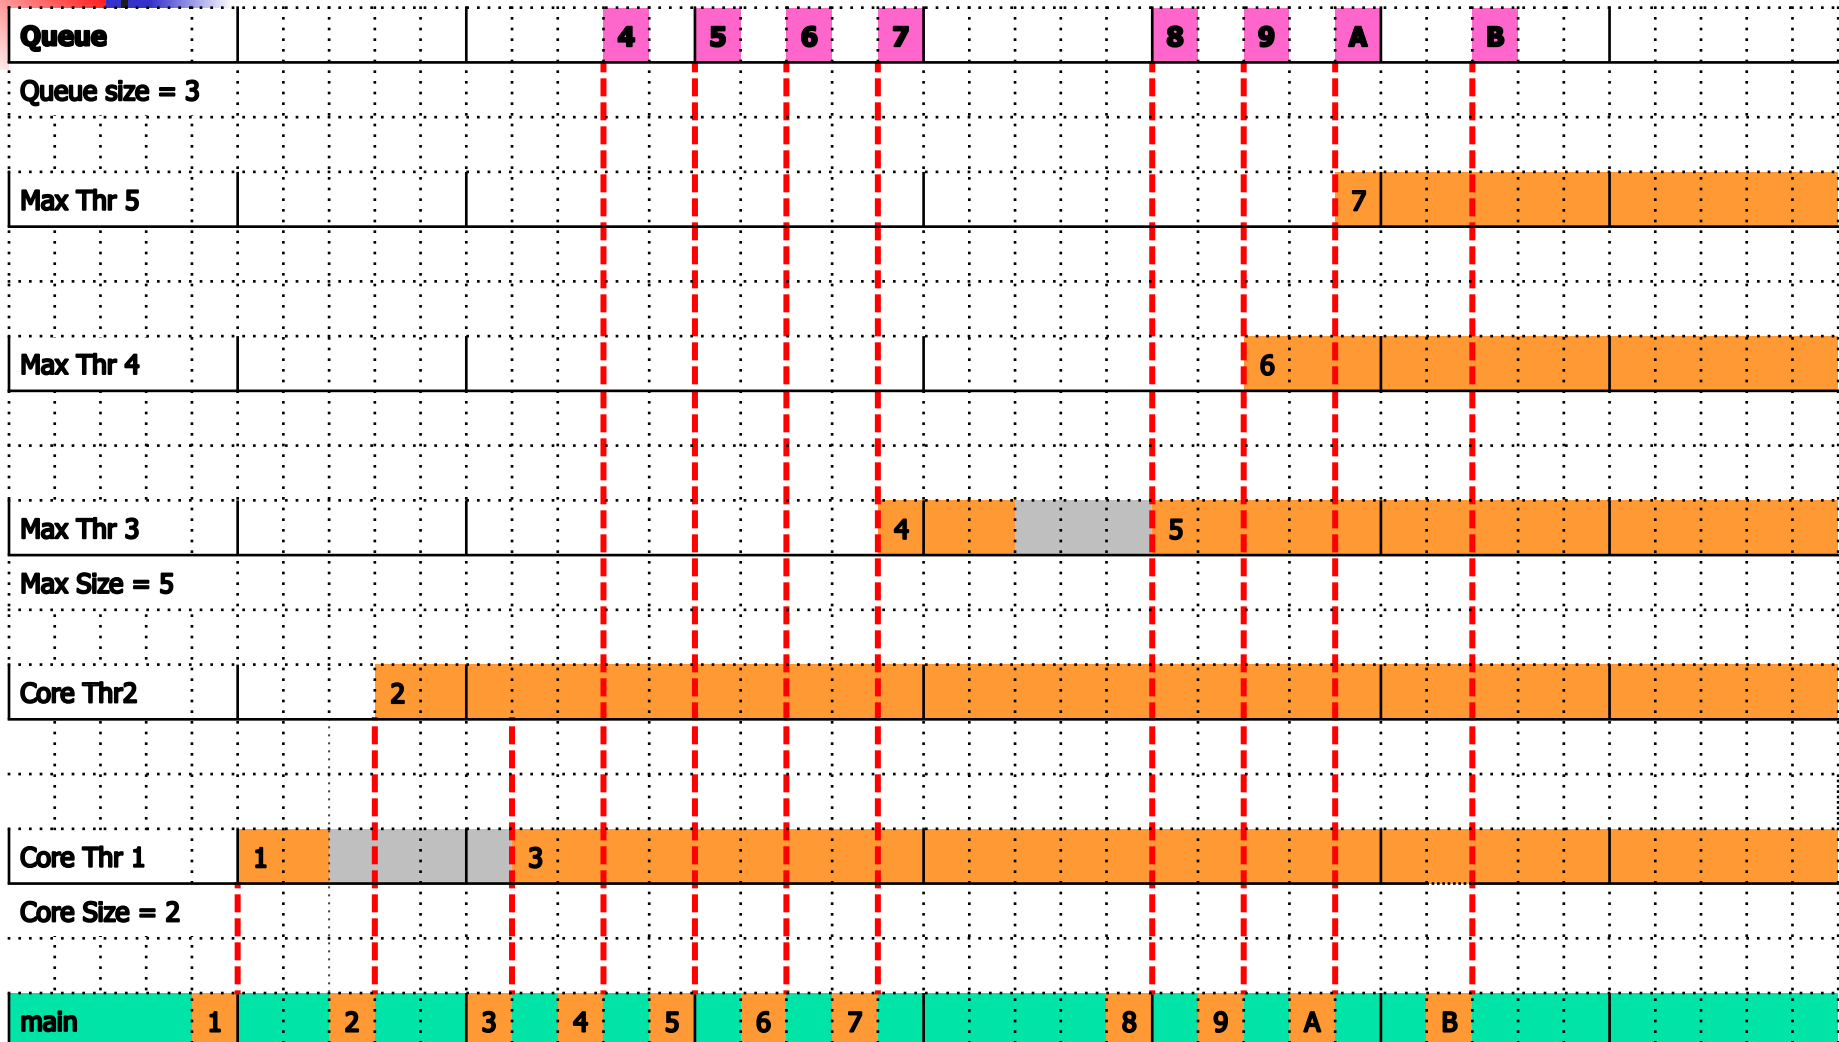 Queue 4 5 6 7 8 9 A B
Queue size = 3
Max Thr 5 7
Max Thr 4 6
Max Thr 3 4 5
Max Size = 5
Core Thr2 2
Core Thr 1 1 3
Core Size = 2
main 1 2 3 4 5 6 7 8 9 A B